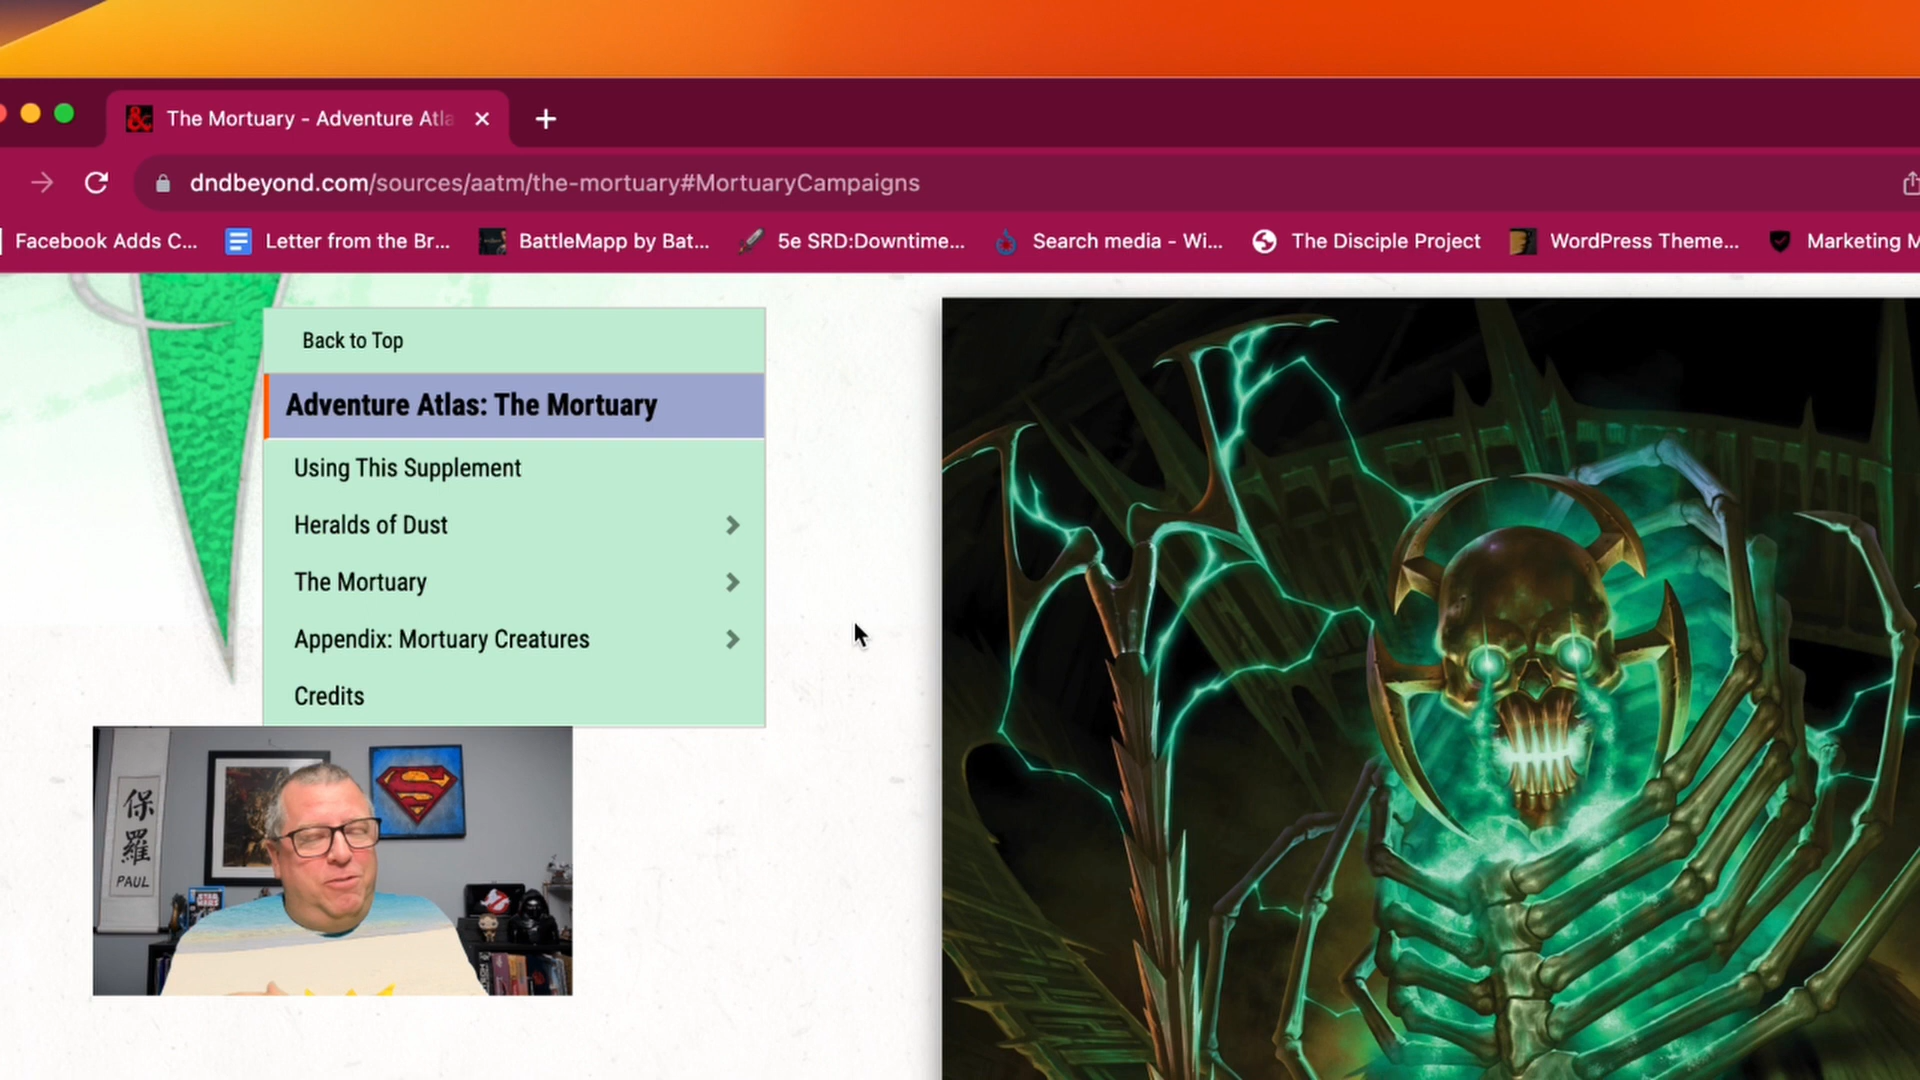 The Mortuary - Adventure Atla
dndbeyond.com/sources/aatm/the-mortuary#MortuaryCampaigns
Facebook Adds C...
Letter from the Br...
BattleMapp by Bat...
5e SRD:Downtime...
Search media - Wi...
The Disciple Project
WordPress Theme...
Marketing M
Back to Top
Adventure Atlas: The Mortuary
Using This Supplement
Heralds of Dust
The Mortuary
Appendix: Mortuary Creatures
Credits
保
羅
PAUL
STAR
WARS